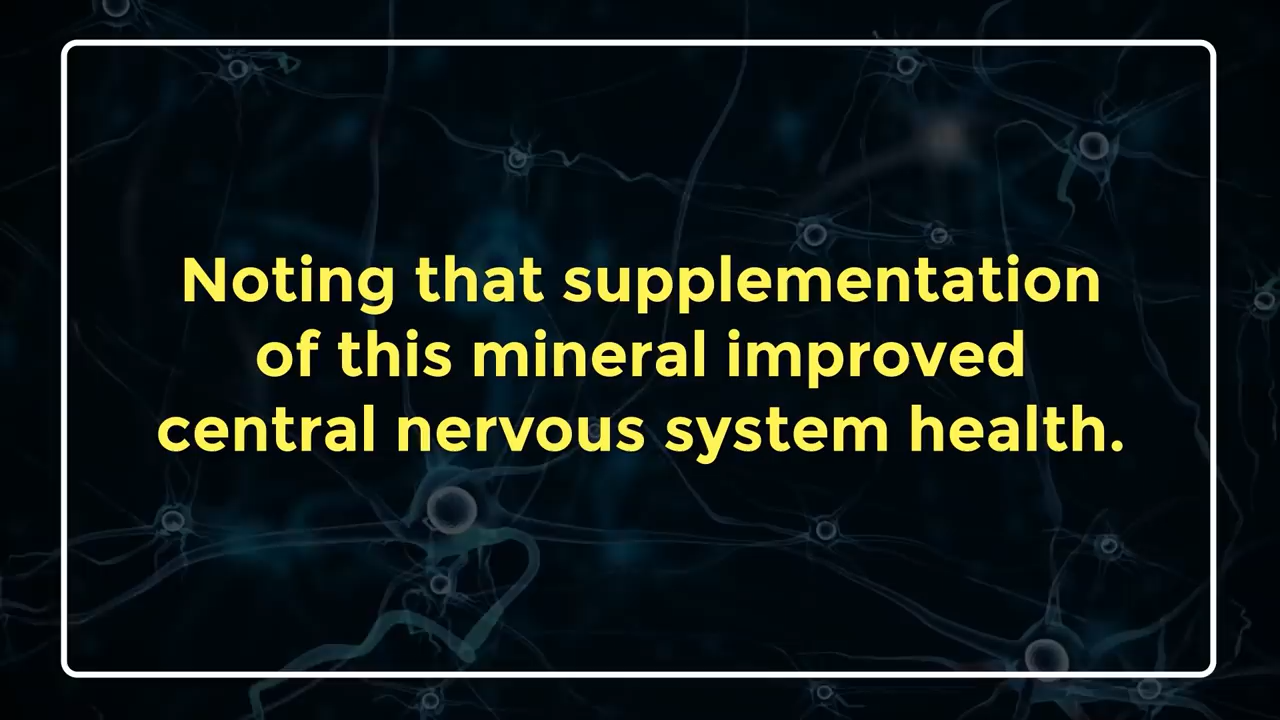 Noting that supplementation
of this mineral improved
central nervous system health.